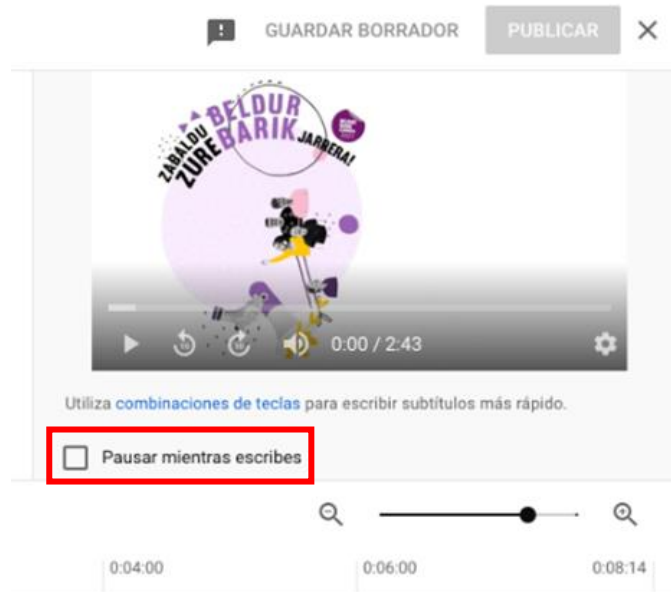 GUARDAR BORRADOR PUBLICAR
BELDUR
BARIK
JARRERA!
ZABALDU
ZURE
0:00 / 2:43
Utiliza combinaciones de teclas para escribir subtítulos más rápido.
Pausar mientras escribes
0:04:00 0:06:00 0:08:14